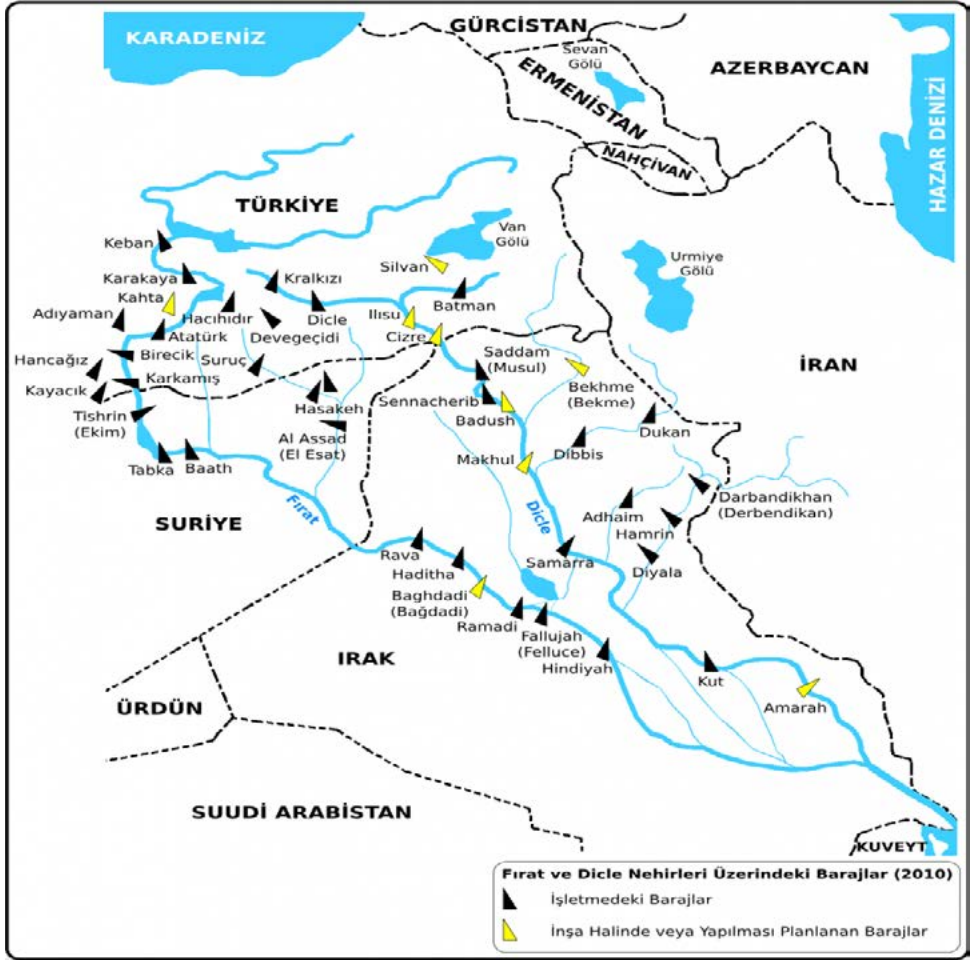 GÜRCİSTAN
KARADENİZ
Sevan
Gölü
ERMENİSTAN
AZERBAYCAN
HAZAR DENİZİ
NAHÇİVAN
TÜRKİYE
Van
Gölü
Keban
Silvan
Urmiye
Gölü
Karakaya
Kralkızı
Kahta
Batman
Adıyaman
Hacıhıdır
Dicle
Ilısu
Atatürk
Devegeçidi
Cizre
Hancağız
Birecik
Suruç
Saddam
(Musul)
İRAN
Kayacık
Karkamış
Bekhme
(Bekme)
Sennacherib
Tishrin
(Ekim)
Hasakeh
Badush
Al Assad
(El Esat)
Dukan
Dibbis
Makhul
Tabka
Baath
Darbandikhan
(Derbendikan)
Fırat
Dicle
Adhaim
SURİYE
Hamrin
Rava
Samarra
Diyala
Haditha
Baghdadi
(Bağdadi)
Ramadi
Fallujah
(Felluce)
IRAK
Hindiyah
Kut
ÜRDÜN
Amarah
SUUDİ ARABİSTAN
KUVEYT
Fırat ve Dicle Nehirleri Üzerindeki Barajlar (2010)
İşletmedeki Barajlar
İnşa Halinde veya Yapılması Planlanan Barajlar